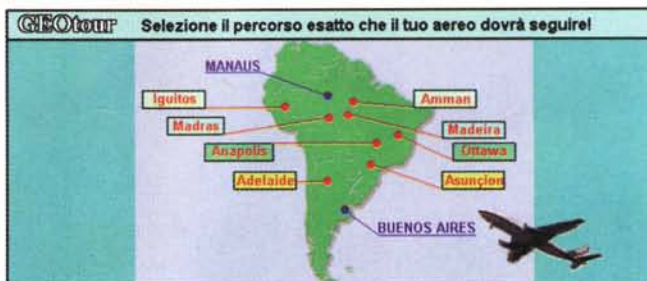 GEOtour Selezione il percorso esatto che il tuo aereo dovrà seguire!
MANAUS
Iguitos Amman
Madras Madeira
Anapolis Ottawa
Adelaide Asunçion
BUENOS AIRES